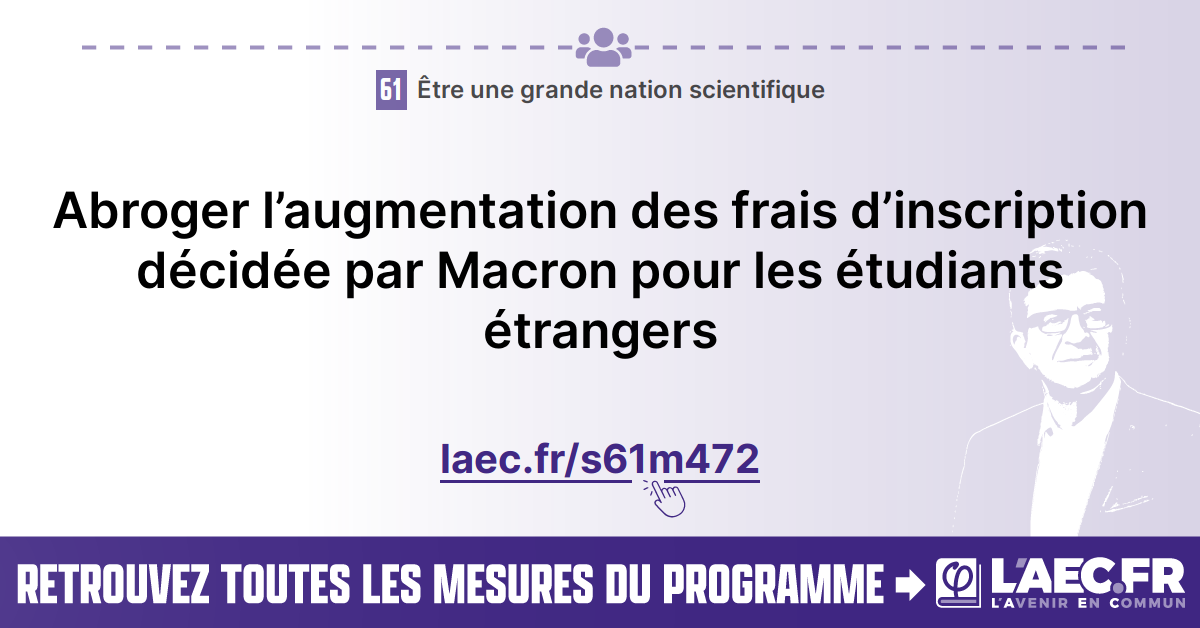 61 Être une grande nation scientifique
Abroger l’augmentation des frais d’inscription
décidée par Macron pour les étudiants
étrangers
laec.fr/s61m472
RETROUVEZ TOUTES LES MESURES DU PROGRAMME
φ L'AEC.FR
L'AVENIR EN COMMUN